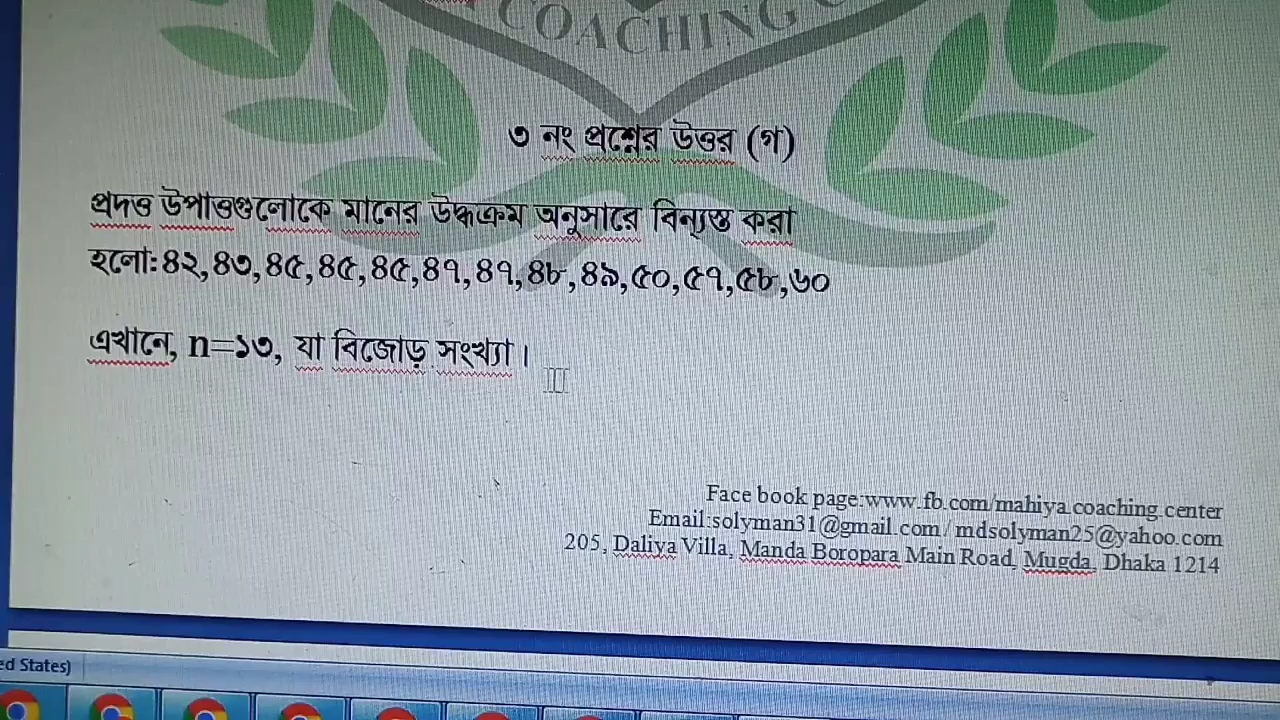 COACHING
৩ নং প্রশ্নের উত্তর (গ)
প্রদত্ত উপাত্তগুলোকে মানের উদ্ধক্রম অনুসারে বিন্যস্ত করা
হলোঃ ৪২,৪৩,৪৫,৪৫,৪৫,৪৭,৪৭,৪৮,৪৯,৫০,৫৭,৫৮,৬০
এখানে, n=১৩, যা বিজোড় সংখ্যা।
Face book page:www.fb.com/mahiya.coaching.center
Email:solyman31@gmail.com / mdsolyman25@yahoo.com
205, Daliya Villa, Manda Boropara Main Road, Mugda, Dhaka 1214
ed States)